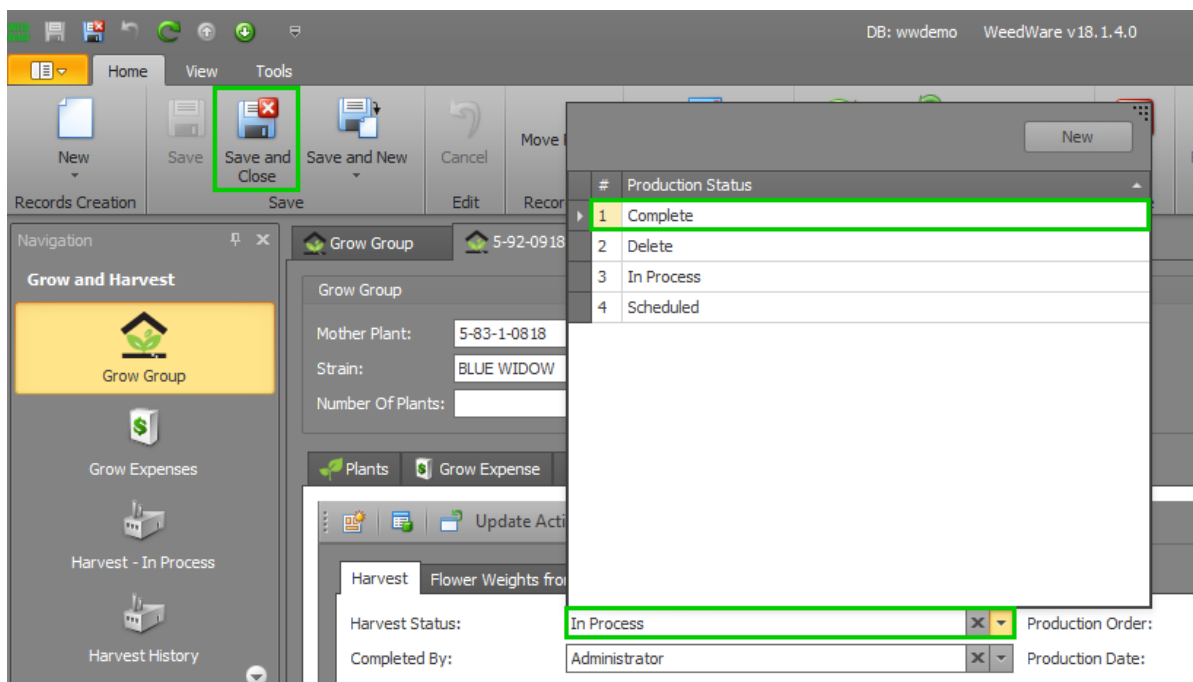 DB: wwdemo WeedWare v18.1.4.0
Home View Tools
New
Save
Save and Close
Save and New
Cancel
Move
New
Records Creation Save Edit Recor
# Production Status
1 Complete
2 Delete
3 In Process
4 Scheduled
Navigation
Grow and Harvest
Grow Group
Grow Expenses
Harvest - In Process
Harvest History
Grow Group 5-92-0918
Grow Group
Mother Plant: 5-83-1-0818
Strain: BLUE WIDOW
Number Of Plants:
Plants Grow Expense
Update Acti
Harvest Flower Weights fro
Harvest Status: In Process Production Order:
Completed By: Administrator Production Date: